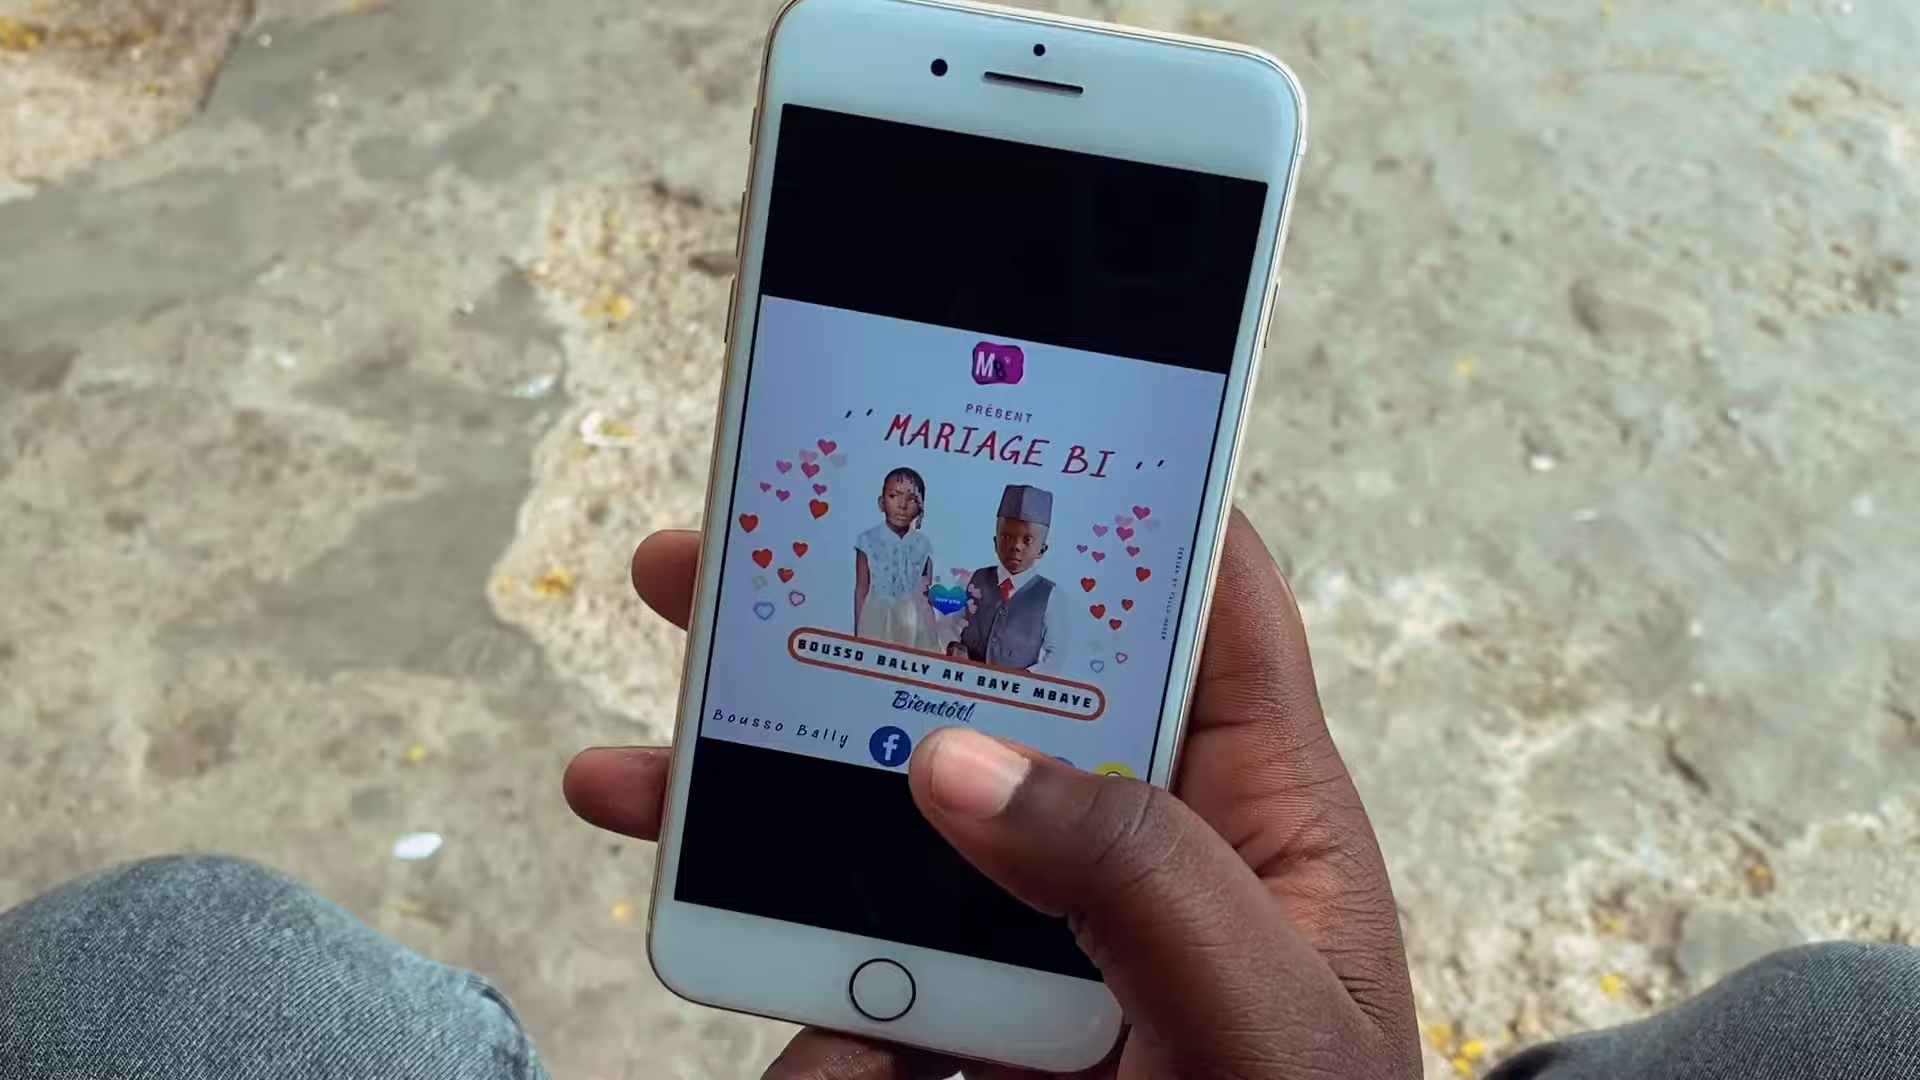 MB
PRÉSENT
'' MARIAGE BI ''
BOUSSO BALLY AK BAYE MBAYE
Bientôt!
Bousso Bally
f